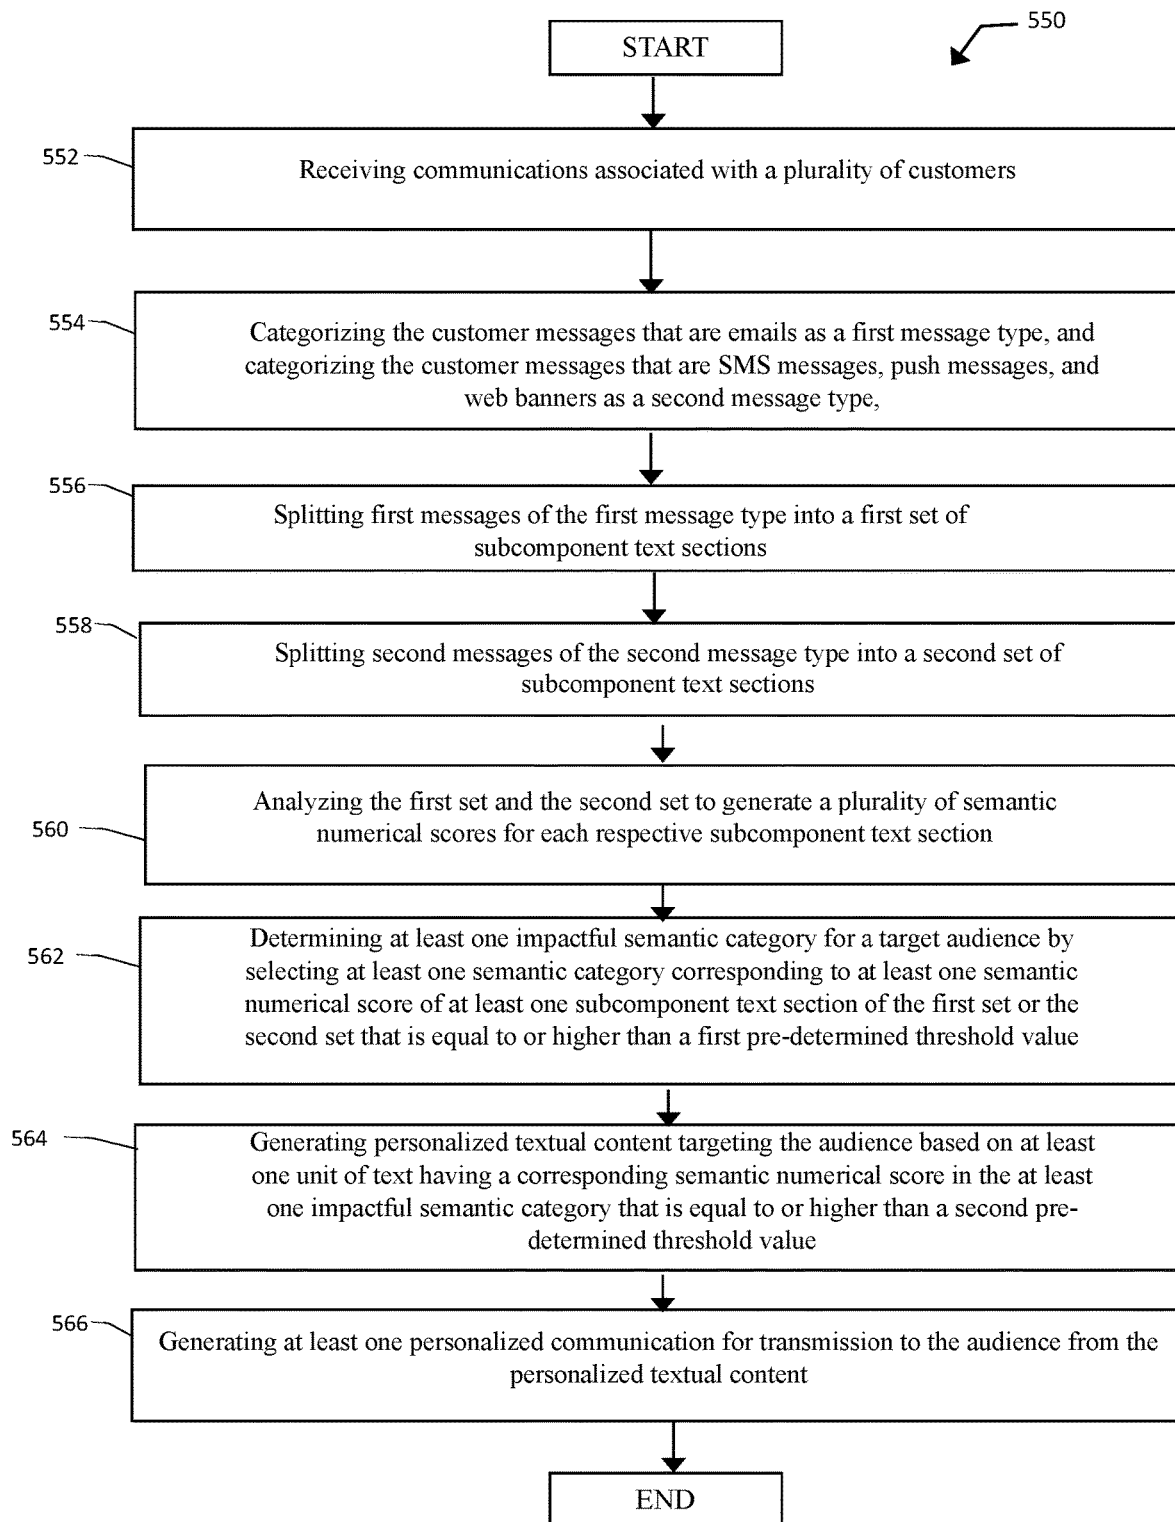 START
550
552
Receiving communications associated with a plurality of customers
554
Categorizing the customer messages that are emails as a first message type, and
categorizing the customer messages that are SMS messages, push messages, and
web banners as a second message type,
556
Splitting first messages of the first message type into a first set of
subcomponent text sections
558
Splitting second messages of the second message type into a second set of
subcomponent text sections
560
Analyzing the first set and the second set to generate a plurality of semantic
numerical scores for each respective subcomponent text section
562
Determining at least one impactful semantic category for a target audience by
selecting at least one semantic category corresponding to at least one semantic
numerical score of at least one subcomponent text section of the first set or the
second set that is equal to or higher than a first pre-determined threshold value
564
Generating personalized textual content targeting the audience based on at least
one unit of text having a corresponding semantic numerical score in the at least
one impactful semantic category that is equal to or higher than a second pre-
determined threshold value
566
Generating at least one personalized communication for transmission to the audience from the
personalized textual content
END